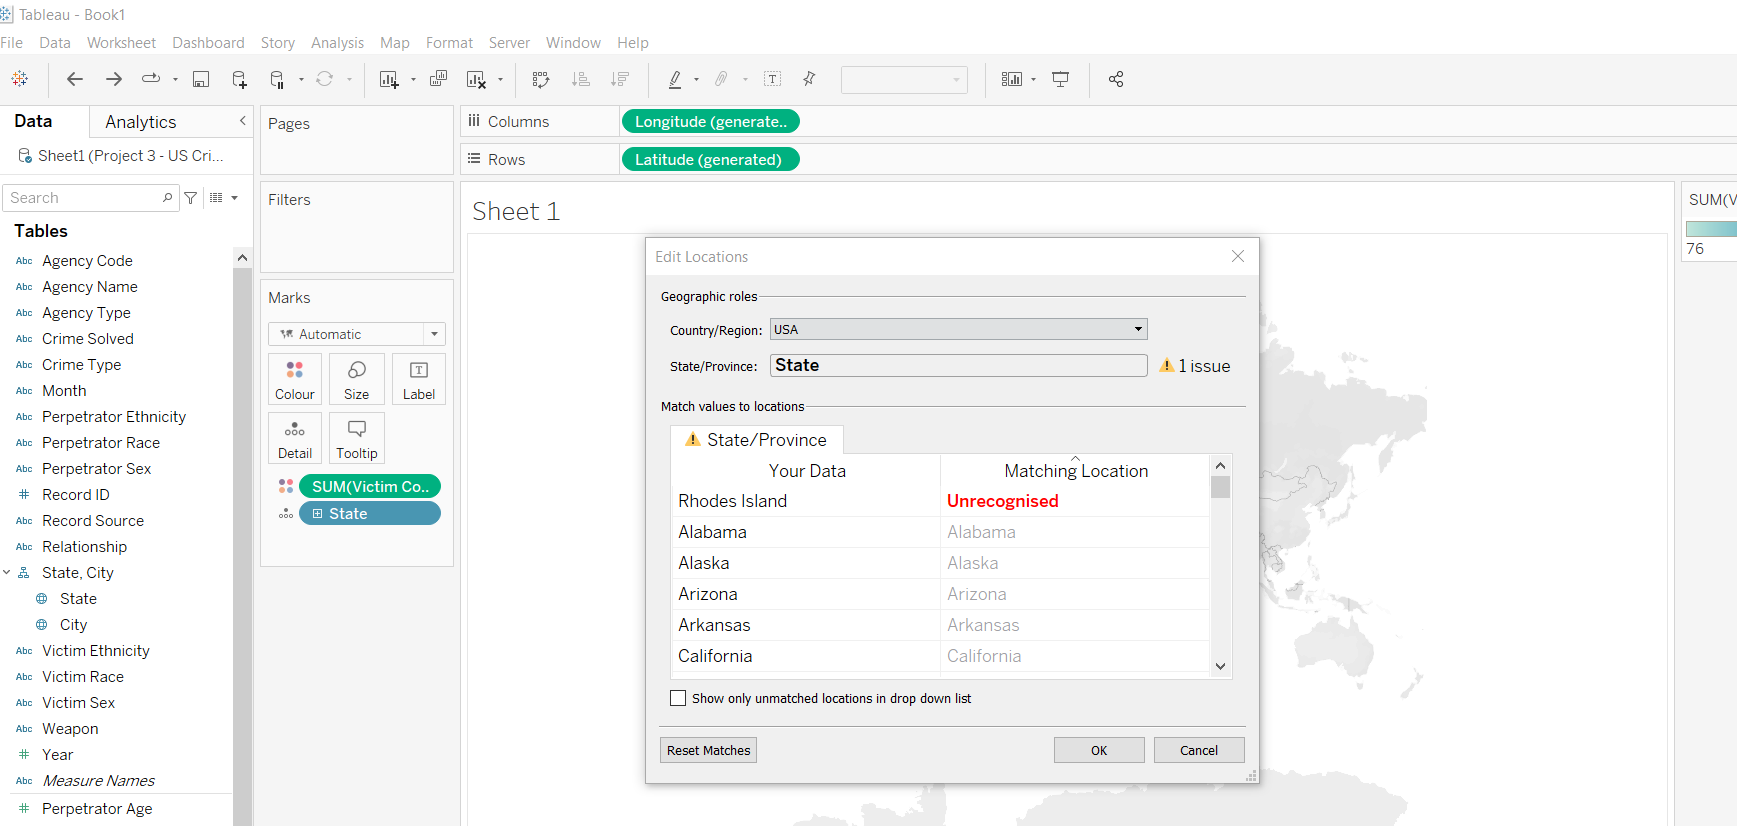 Tableau - Book1
File Data Worksheet Dashboard Story Analysis Map Format Server Window Help
Data Analytics
Sheet1 (Project 3 - US Cri...
Search
Tables
Abc Agency Code
Abc Agency Name
Abc Agency Type
Abc Crime Solved
Abc Crime Type
Abc Month
Abc Perpetrator Ethnicity
Abc Perpetrator Race
Abc Perpetrator Sex
# Record ID
Abc Record Source
Abc Relationship
State, City
State
City
Abc Victim Ethnicity
Abc Victim Race
Abc Victim Sex
Abc Weapon
# Year
Abc Measure Names
# Perpetrator Age
Pages
Filters
Marks
Automatic
Colour Size Label
Detail Tooltip
SUM(Victim Co..
State
Columns Longitude (generate..
Rows Latitude (generated)
Sheet 1
Edit Locations
Geographic roles
Country/Region: USA
State/Province: State 1 issue
Match values to locations
State/Province
Your Data Matching Location
Rhodes Island Unrecognised
Alabama Alabama
Alaska Alaska
Arizona Arizona
Arkansas Arkansas
California California
Show only unmatched locations in drop down list
Reset Matches OK Cancel
SUM(V
76